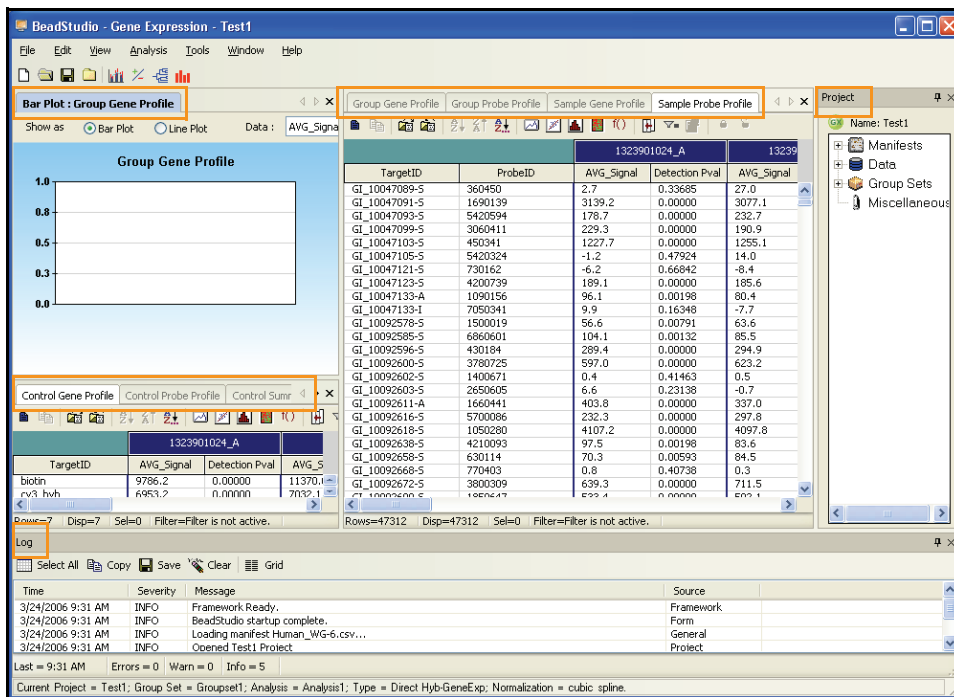 BeadStudio - Gene Expression - Test1
File Edit View Analysis Tools Window Help
Bar Plot : Group Gene Profile
Show as Bar Plot Line Plot Data : AVG_Signa
Group Gene Profile
1.0
0.8
0.5
0.3
0.0
Control Gene Profile Control Probe Profile Control Sumr
1323901024_A
TargetID AVG_Signal Detection Pval AVG_S
biotin 9786.2 0.00000 11370.
cy3_hyb 6953.2 0.00000 7032.1
Rows=7 Disp=7 Sel=0 Filter=Filter is not active.
Group Gene Profile Group Probe Profile Sample Gene Profile Sample Probe Profile
1323901024_A 13239
TargetID ProbeID AVG_Signal Detection Pval AVG_Signal
GI_10047089-S 360450 2.7 0.33685 27.0
GI_10047091-S 1690139 3139.2 0.00000 3077.1
GI_10047093-S 5420594 178.7 0.00000 232.7
GI_10047099-S 3060411 229.3 0.00000 190.9
GI_10047103-S 450341 1227.7 0.00000 1255.1
GI_10047105-S 5420324 -1.2 0.47924 14.0
GI_10047121-S 730162 -6.2 0.66842 -8.4
GI_10047123-S 4200739 189.1 0.00000 185.6
GI_10047133-A 1090156 96.1 0.00198 80.4
GI_10047133-I 7050341 9.9 0.16348 -7.7
GI_10092578-S 1500019 56.6 0.00791 63.6
GI_10092585-S 6860601 104.1 0.00132 85.5
GI_10092596-S 430184 289.4 0.00000 294.9
GI_10092600-S 3780725 597.0 0.00000 623.2
GI_10092602-S 1400671 0.4 0.41463 0.5
GI_10092603-S 2650605 6.6 0.23138 -0.7
GI_10092611-A 1660441 403.8 0.00000 337.0
GI_10092616-S 5700086 232.3 0.00000 297.8
GI_10092618-S 1050280 4107.2 0.00000 4097.8
GI_10092638-S 4210093 97.5 0.00198 83.6
GI_10092658-S 630114 70.3 0.00593 84.5
GI_10092668-S 770403 0.8 0.40738 0.3
GI_10092672-S 3800309 639.3 0.00000 711.5
Rows=47312 Disp=47312 Sel=0 Filter=Filter is not active.
Project
Name: Test1
Manifests
Data
Group Sets
Miscellaneous
Log
Select All Copy Save Clear Grid
Time Severity Message Source
3/24/2006 9:31 AM INFO Framework Ready. Framework
3/24/2006 9:31 AM INFO BeadStudio startup complete. Form
3/24/2006 9:31 AM INFO Loading manifest Human_WG-6.csv... General
3/24/2006 9:31 AM INFO Opened Test1 Project Project
Last = 9:31 AM Errors = 0 Warn = 0 Info = 5
Current Project = Test1; Group Set = Groupset1; Analysis = Analysis1; Type = Direct Hyb-GeneExp; Normalization = cubic spline.